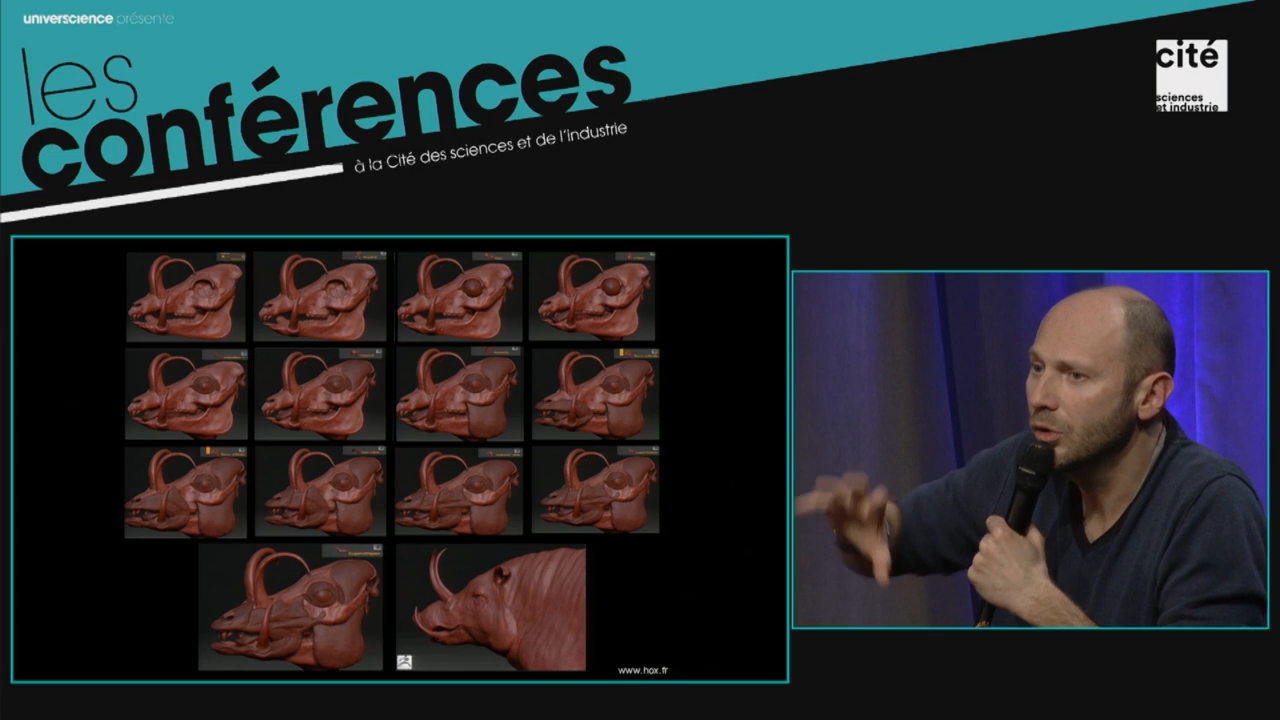 universcience présente
les
conférences
à la Cité des sciences et de l'industrie
cité
sciences
et industrie
www.hox.fr